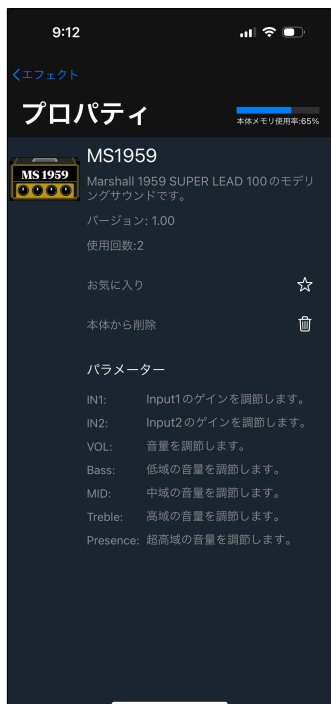 9:12
エフェクト
プロパティ
本体メモリ使用率:65%
MS1959
MS 1959
Marshall 1959 SUPER LEAD 100のモデリ
ングサウンドです。
バージョン: 1.00
使用回数:2
お気に入り
本体から削除
パラメーター
IN1: Input1のゲインを調節します。
IN2: Input2のゲインを調節します。
VOL: 音量を調節します。
Bass: 低域の音量を調節します。
MID: 中域の音量を調節します。
Treble: 高域の音量を調節します。
Presence: 超高域の音量を調節します。